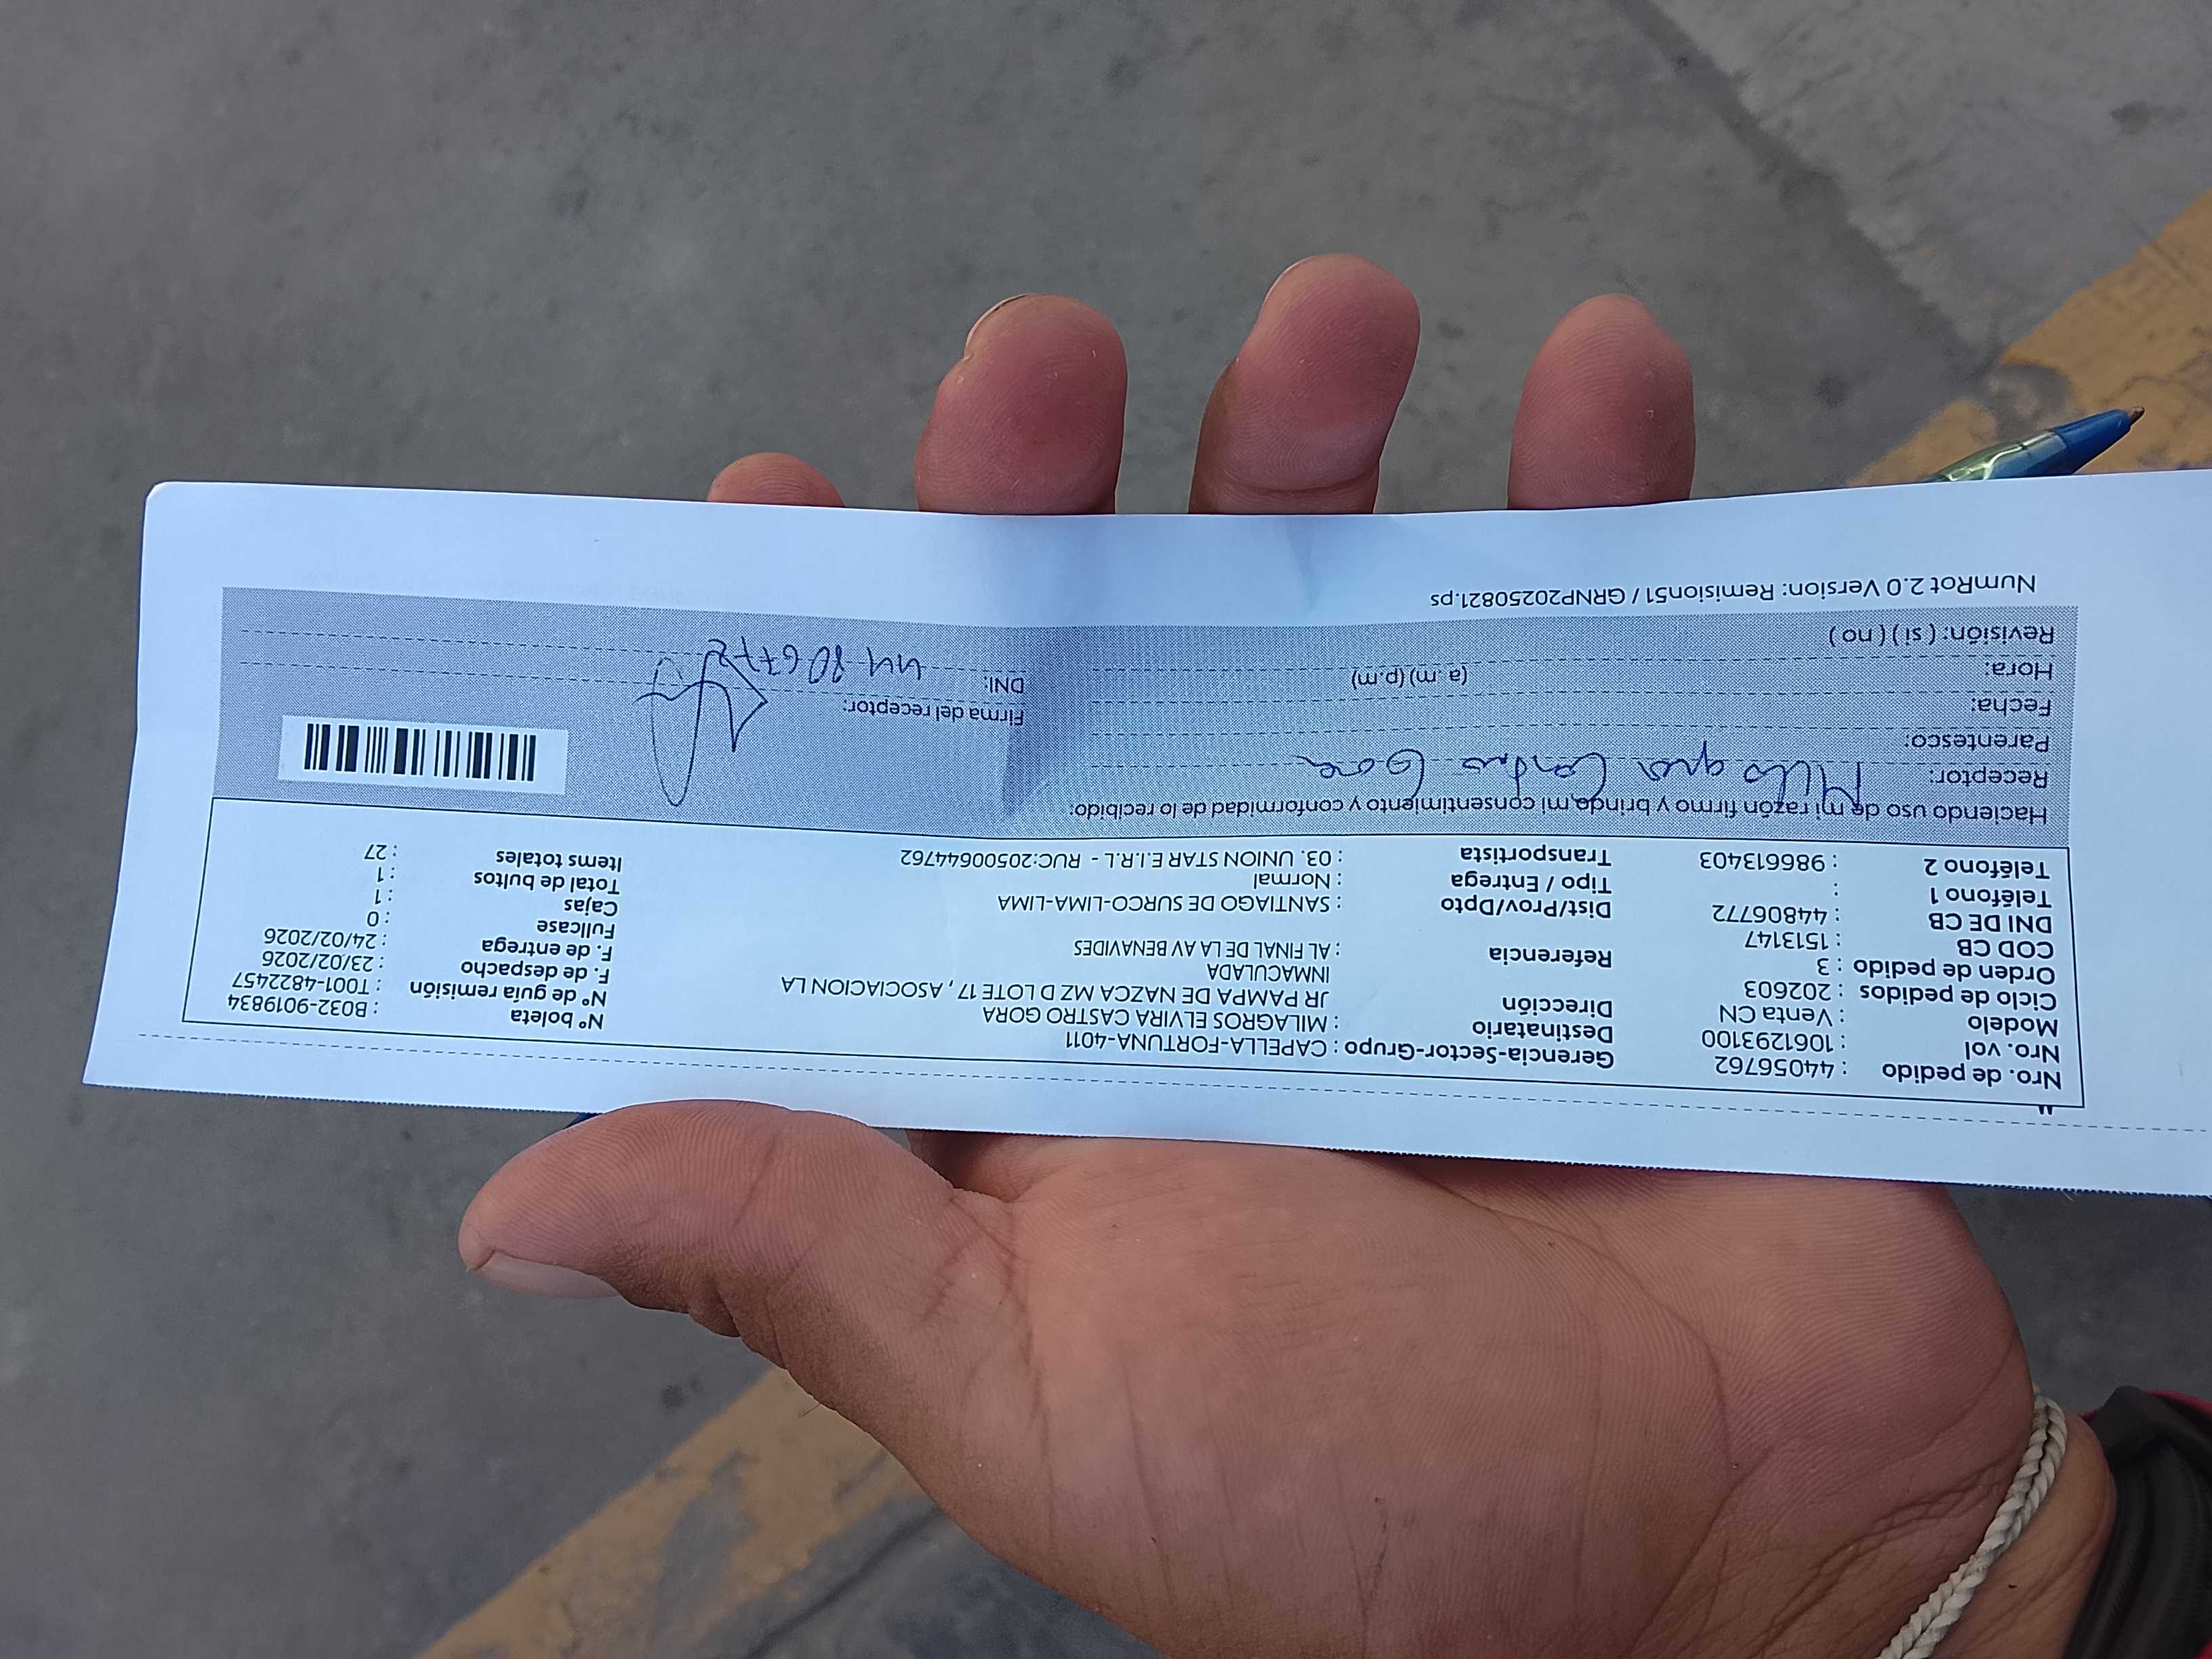 Nro. de pedido : 44056762
Nro. vol : 1061293100
Modelo : Venta CN
Ciclo de pedidos : 202603
Orden de pedido : 3
COD CB : 1513147
DNI DE CB : 44806772
Teléfono 1 :
Teléfono 2 : 986613403
Gerencia-Sector-Grupo : CAPELLA-FORTUNA-4011
Destinatario : MILAGROS ELVIRA CASTRO GORA
Dirección JR PAMPA DE NAZCA MZ D LOTE 17 , ASOCIACION LA
INMACULADA
Referencia : AL FINAL DE LA AV BENAVIDES
Dist/Prov/Dpto : SANTIAGO DE SURCO-LIMA-LIMA
Tipo / Entrega : Normal
Transportista : 03. UNION STAR E.I.R.L - RUC:20500644762
Nº boleta : B032-9019834
Nº de guía remisión : T001-4822457
F. de despacho : 23/02/2026
F. de entrega : 24/02/2026
Fullcase : 0
Cajas : 1
Total de bultos : 1
Items totales : 27
Haciendo uso de mi razón firmo y brindo mi consentimiento y conformidad de lo recibido:
Receptor: Castro Gora
Parentesco:
Fecha:
Hora: (a .m) (p.m)
Revisión: ( si ) ( no )
Firma del receptor:
DNI: 44806772
NumRot 2.0 Version: Remision51 / GRNP20250821.ps